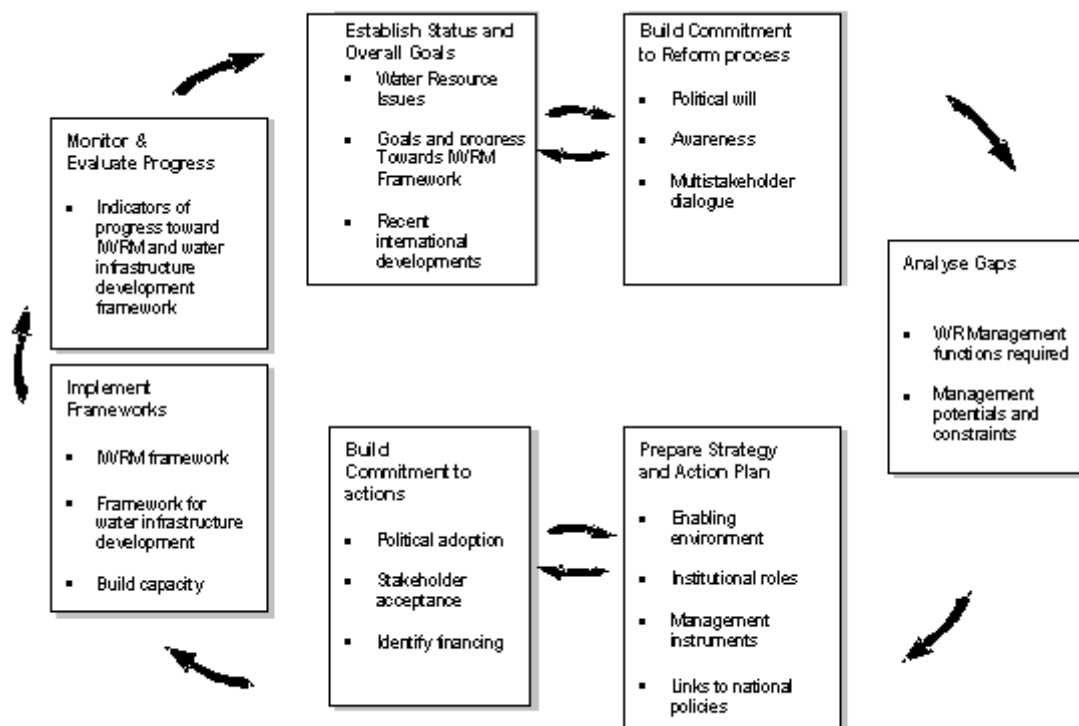 Establish Status and
Overall Goals
▪ Water Resource
Issues
▪ Goals and progress
Towards IWRM
Framework
▪ Recent
international
developments
Build Commitment
to Reform process
▪ Political will
▪ Awareness
▪ Multistakeholder
dialogue
Analyse Gaps
▪ WR Management
functions required
▪ Management
potentials and
constraints
Prepare Strategy
and Action Plan
▪ Enabling
environment
▪ Institutional roles
▪ Management
instruments
▪ Links to national
policies
Build
Commitment to
actions
▪ Political adoption
▪ Stakeholder
acceptance
▪ Identify financing
Implement
Frameworks
▪ IWRM framework
▪ Framework for
water infrastructure
development
▪ Build capacity
Monitor &
Evaluate Progress
▪ Indicators of
progress toward
IWRM and water
infrastructure
development
framework